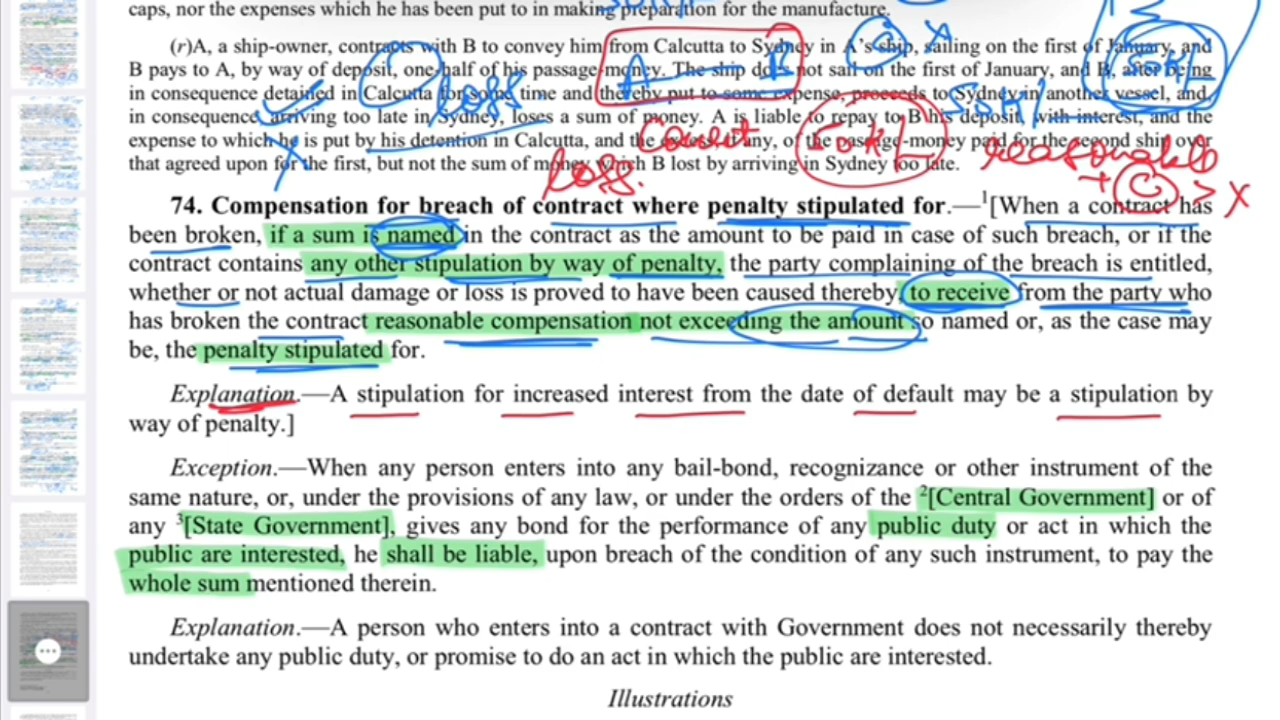 caps, nor the expenses which he has been put to in making preparation for the manufacture.
(r)A, a ship-owner, contracts with B to convey him from Calcutta to Sydney in A's ship, sailing on the first of January, and
B pays to A, by way of deposit, one-half of his passage-money. The ship does not sail on the first of January, and B, after being
in consequence detained in Calcutta for some time and thereby put to some expense, proceeds to Sydney in another vessel, and,
in consequence, arriving too late in Sydney, loses a sum of money. A is liable to repay to B his deposit, with interest, and the
expense to which he is put by his detention in Calcutta, and the excess, if any, of the passage-money paid for the second ship over
that agreed upon for the first, but not the sum of money which B lost by arriving in Sydney too late.
A B
C X
loss
50k/
50k/
50k/
loss.
reasonable
+ C > X
74. Compensation for breach of contract where penalty stipulated for.—1[When a contract has
been broken, if a sum is named in the contract as the amount to be paid in case of such breach, or if the
contract contains any other stipulation by way of penalty, the party complaining of the breach is entitled,
whether or not actual damage or loss is proved to have been caused thereby, to receive from the party who
has broken the contract reasonable compensation not exceeding the amount so named or, as the case may
be, the penalty stipulated for.
Explanation.—A stipulation for increased interest from the date of default may be a stipulation by
way of penalty.]
Exception.—When any person enters into any bail-bond, recognizance or other instrument of the
same nature, or, under the provisions of any law, or under the orders of the 2[Central Government] or of
any 3[State Government], gives any bond for the performance of any public duty or act in which the
public are interested, he shall be liable, upon breach of the condition of any such instrument, to pay the
whole sum mentioned therein.
Explanation.—A person who enters into a contract with Government does not necessarily thereby
undertake any public duty, or promise to do an act in which the public are interested.
Illustrations